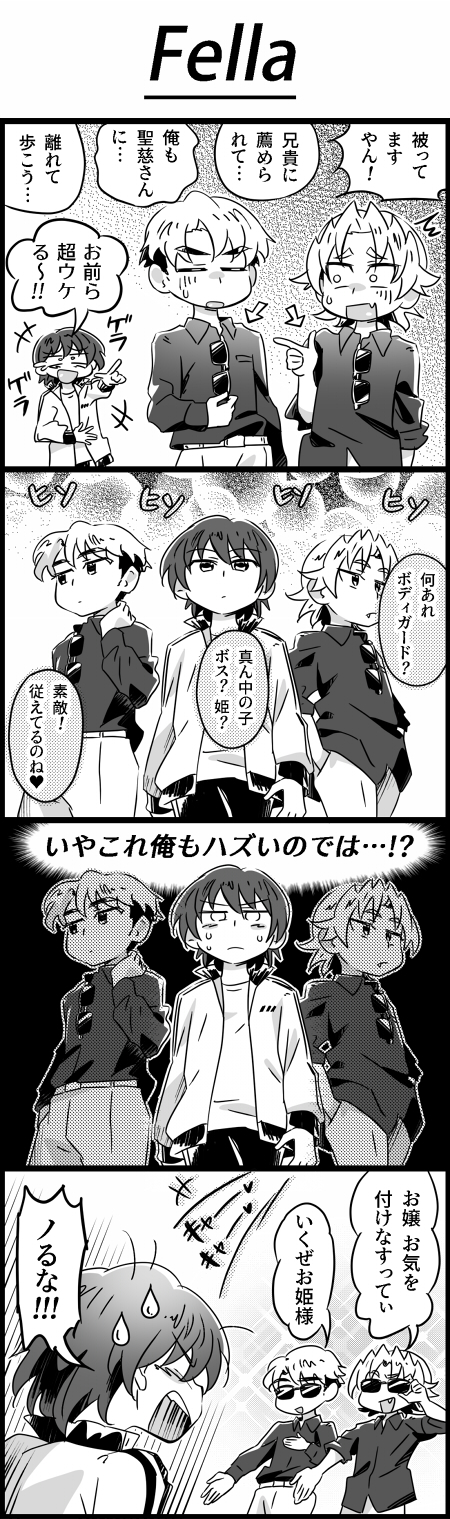 Fella
被って
ます
やん!
兄貴に
薦めら
れて…
俺も
聖慈さん
に…
離れて
歩こう…
お前ら
超ウケ
る〜!!
ゲラ
ゲラ
ヒソ
ヒソ
ヒソ
ヒソ
何あれ
ボディガード?
真ん中の子
ボス?姫?
素敵!
従えてるのね♥
いやこれ俺もハズいのでは…!?
お嬢 お気を
付けなすってぃ
いくぜお姫様
キャー♥
キャー♥
ノるな!!!